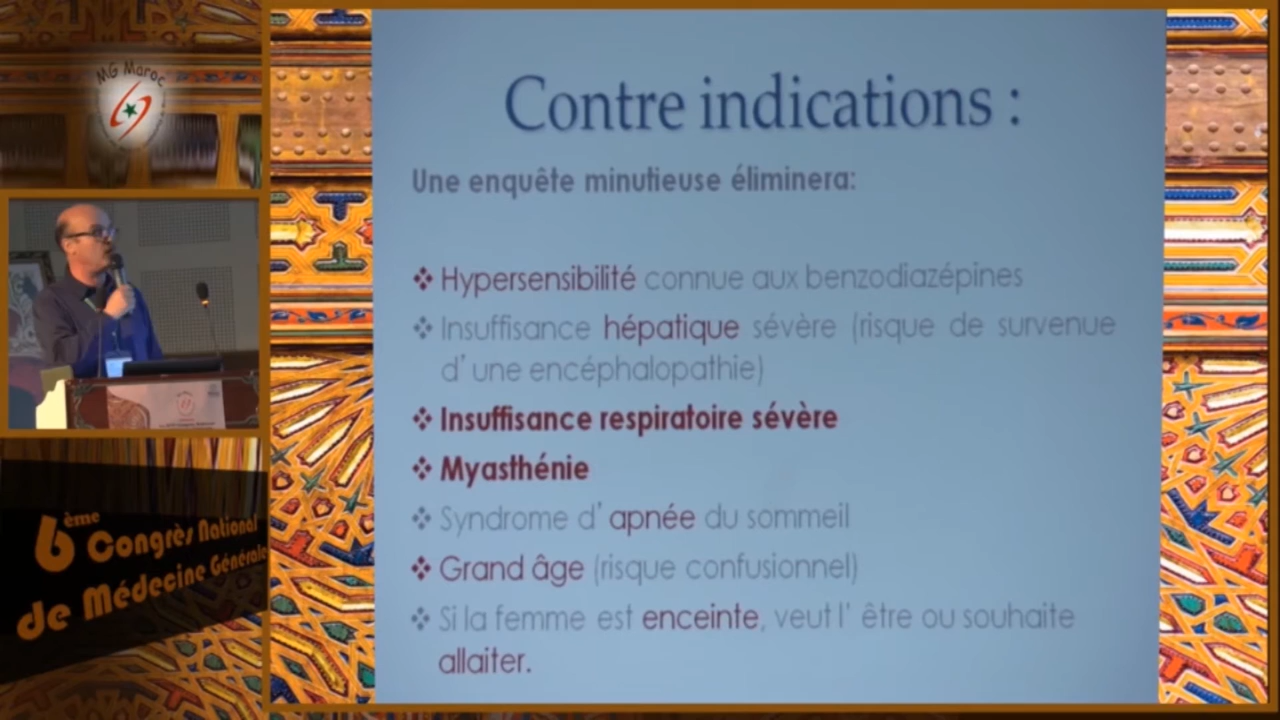 MG Maroc
6ème Congrès National
de Médecine Générale
Contre indications :
Une enquête minutieuse éliminera:
❖ Hypersensibilité connue aux benzodiazépines
❖ Insuffisance hépatique sévère (risque de survenue
d' une encéphalopathie)
❖ Insuffisance respiratoire sévère
❖ Myasthénie
❖ Syndrome d' apnée du sommeil
❖ Grand âge (risque confusionnel)
❖ Si la femme est enceinte, veut l' être ou souhaite
allaiter.